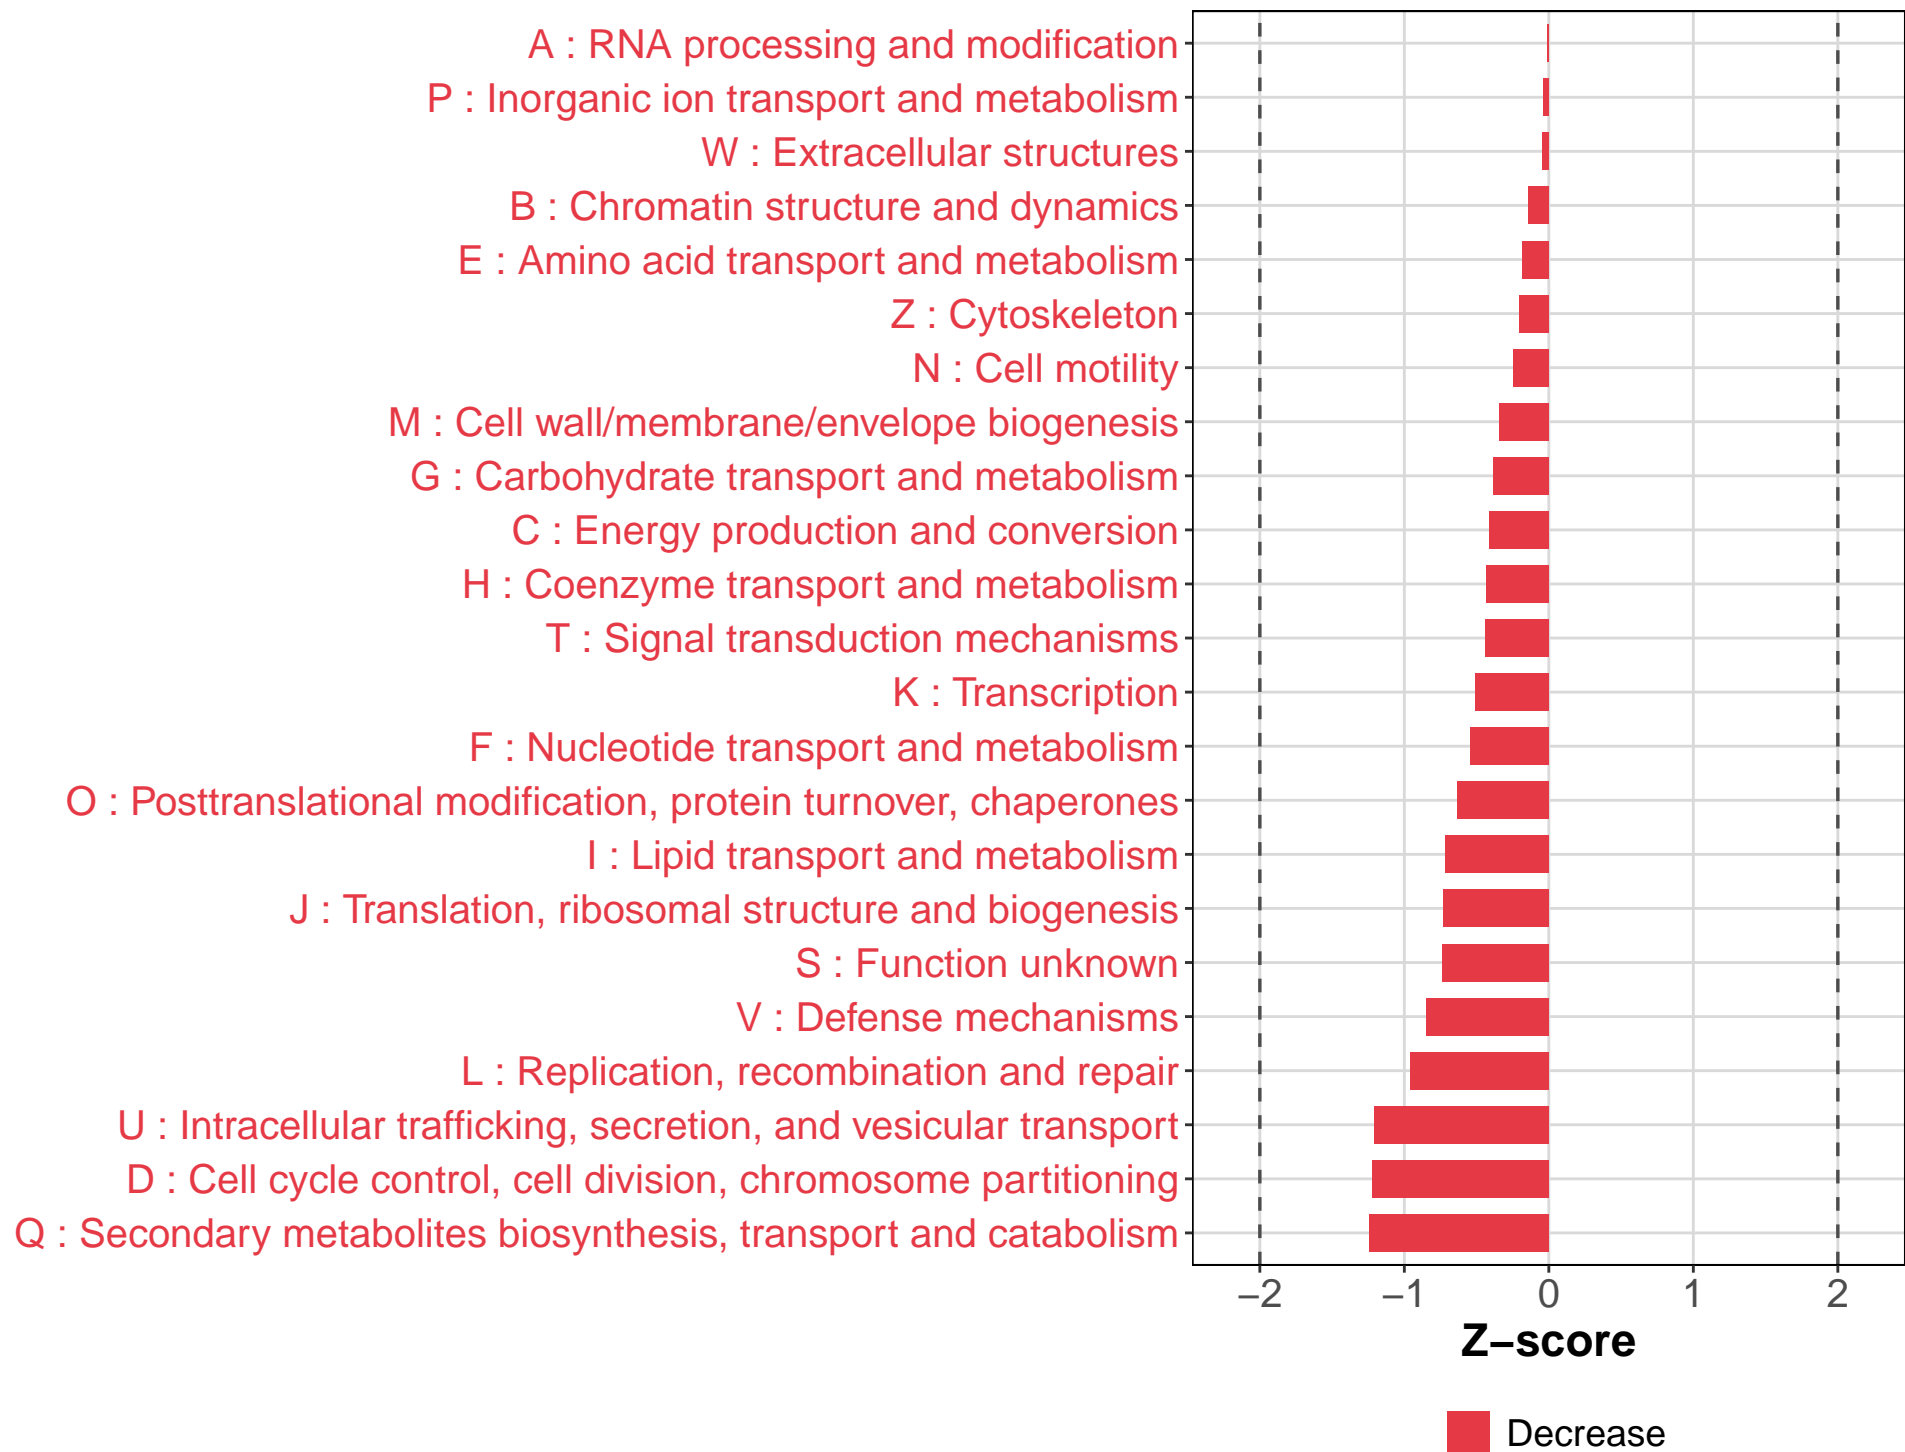 A : RNA processing and modification
P : Inorganic ion transport and metabolism
W : Extracellular structures
B : Chromatin structure and dynamics
E : Amino acid transport and metabolism
Z : Cytoskeleton
N : Cell motility
M : Cell wall/membrane/envelope biogenesis
G : Carbohydrate transport and metabolism
C : Energy production and conversion
H : Coenzyme transport and metabolism
T : Signal transduction mechanisms
K : Transcription
F : Nucleotide transport and metabolism
O : Posttranslational modification, protein turnover, chaperones
I : Lipid transport and metabolism
J : Translation, ribosomal structure and biogenesis
S : Function unknown
V : Defense mechanisms
L : Replication, recombination and repair
U : Intracellular trafficking, secretion, and vesicular transport
D : Cell cycle control, cell division, chromosome partitioning
Q : Secondary metabolites biosynthesis, transport and catabolism
−2 −1 0 1 2
Z−score
Decrease